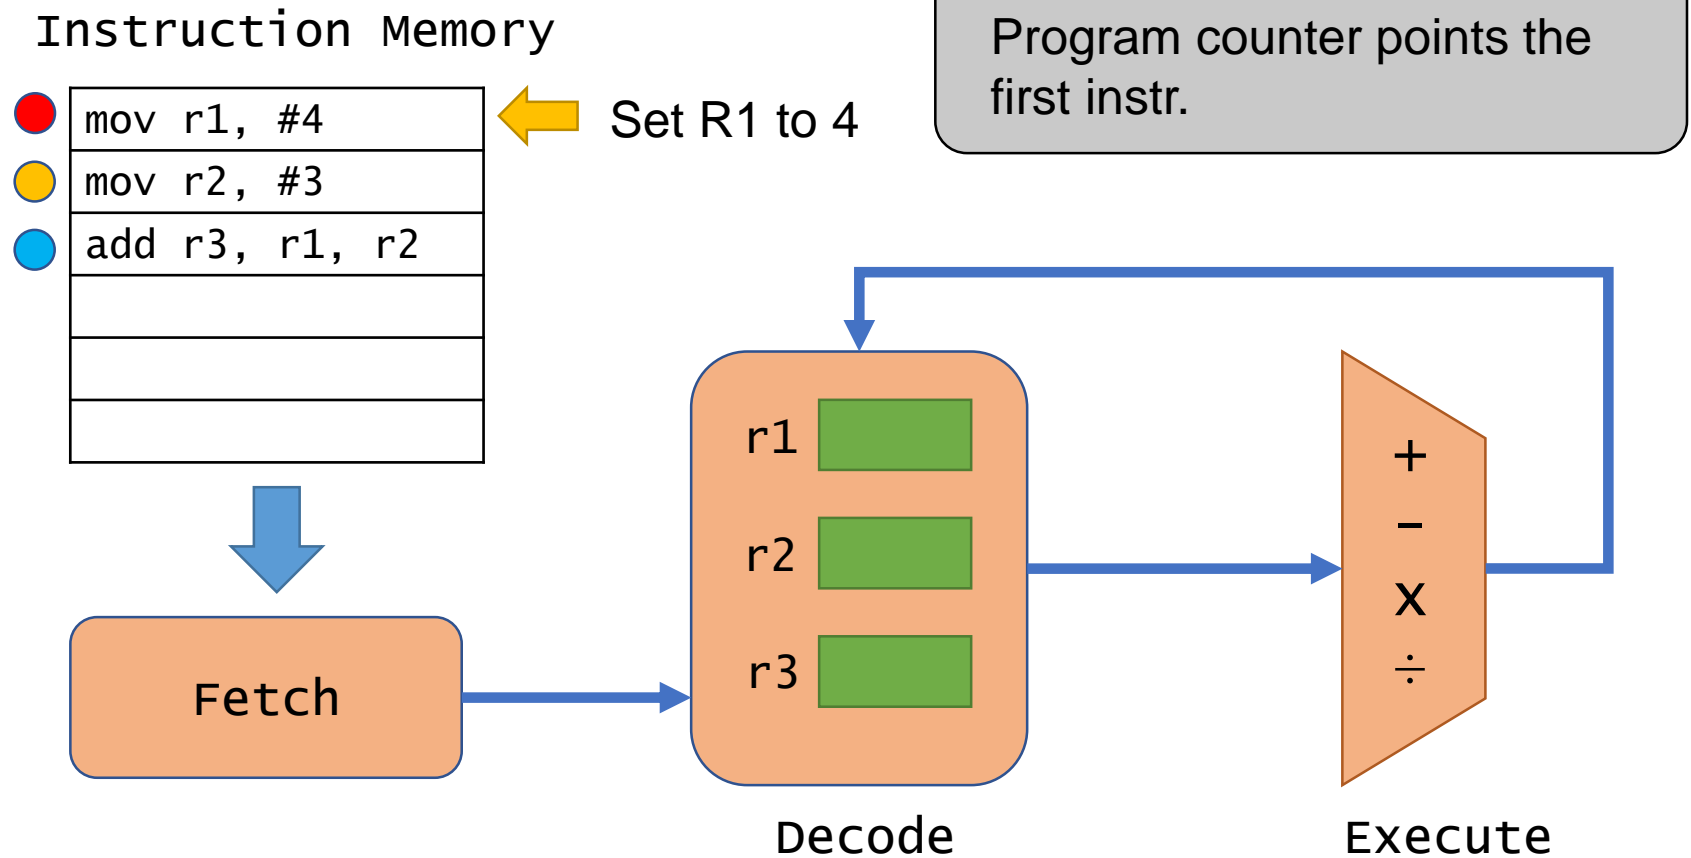 Instruction Memory
Program counter points the
first instr.
mov r1, #4
Set R1 to 4
mov r2, #3
add r3, r1, r2
r1
r2
r3
+
-
x
÷
Fetch
Decode
Execute